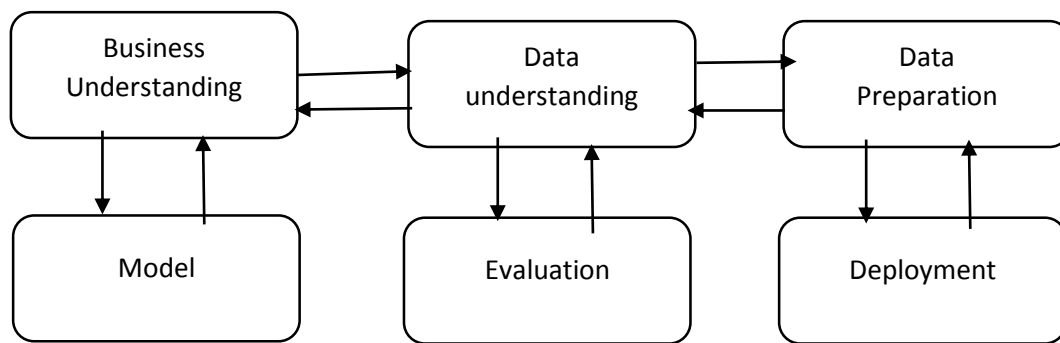 Business
Understanding
Data
understanding
Data
Preparation
Model
Evaluation
Deployment